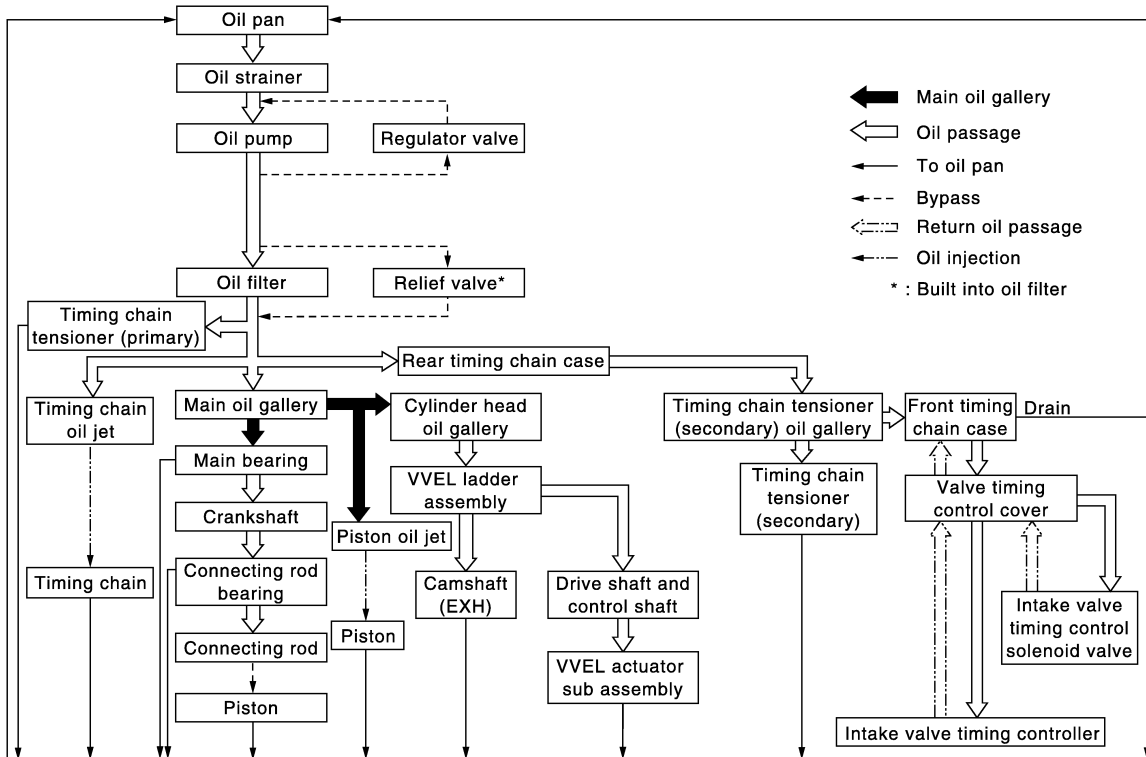 Oil pan
Oil strainer
Oil pump
Regulator valve
Oil filter
Relief valve*
Main oil gallery
Oil passage
To oil pan
Bypass
Return oil passage
Oil injection
* : Built into oil filter
Timing chain
tensioner (primary)
Rear timing chain case
Timing chain
oil jet
Main oil gallery
Cylinder head
oil gallery
Timing chain tensioner
(secondary) oil gallery
Front timing
chain case
Drain
Main bearing
VVEL ladder
assembly
Timing chain
tensioner
(secondary)
Valve timing
control cover
Crankshaft
Piston oil jet
Timing chain
Connecting rod
bearing
Camshaft
(EXH)
Drive shaft and
control shaft
Intake valve
timing control
solenoid valve
Connecting rod
Piston
VVEL actuator
sub assembly
Piston
Intake valve timing controller